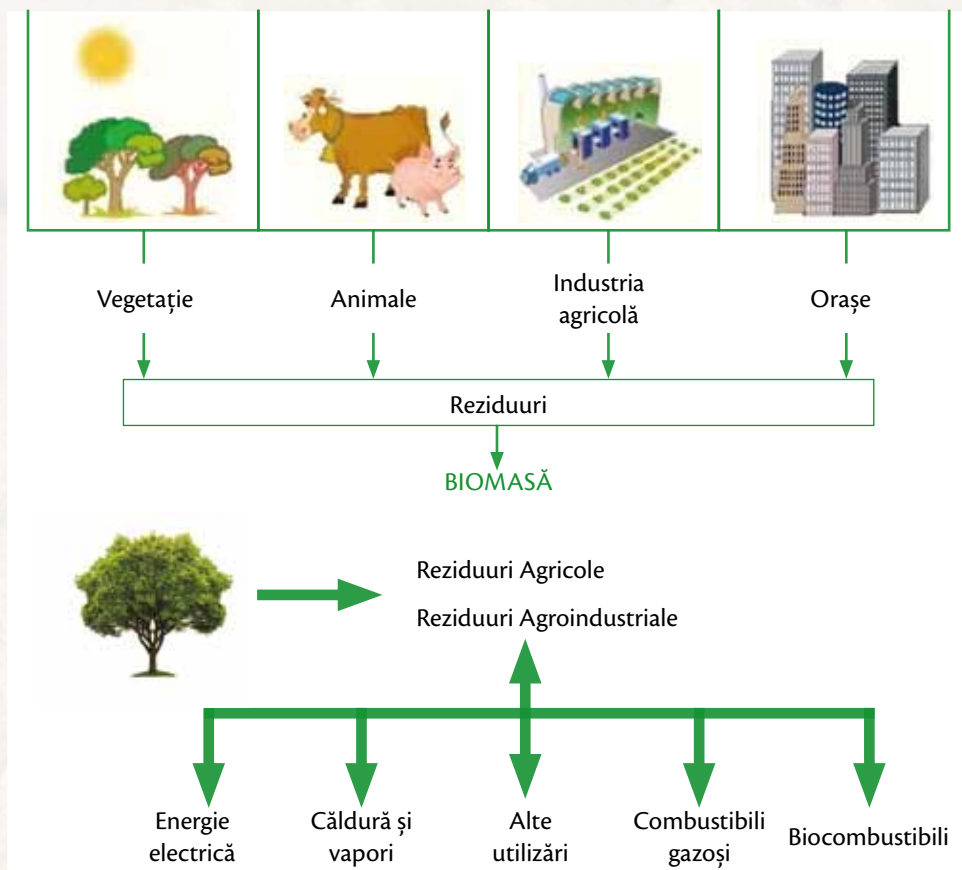 Vegetație
Animale
Industria
agricolă
Orașe
Reziduuri
BIOMASĂ
Reziduuri Agricole
Reziduuri Agroindustriale
Energie
electrică
Căldură și
vapori
Alte
utilizări
Combustibili
gazoși
Biocombustibili